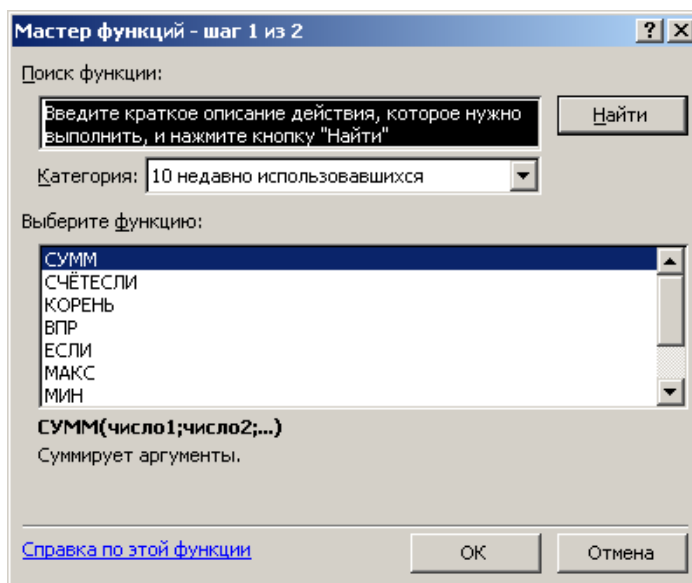 Мастер функций - шаг 1 из 2
Поиск функции:
Введите краткое описание действия, которое нужно
выполнить, и нажмите кнопку "Найти"
Найти
Категория: 10 недавно использовавшихся
Выберите функцию:
СУММ
СЧЁТЕСЛИ
КОРЕНЬ
ВПР
ЕСЛИ
МАКС
МИН
СУММ(число1;число2;...)
Суммирует аргументы.
Справка по этой функции
ОК
Отмена